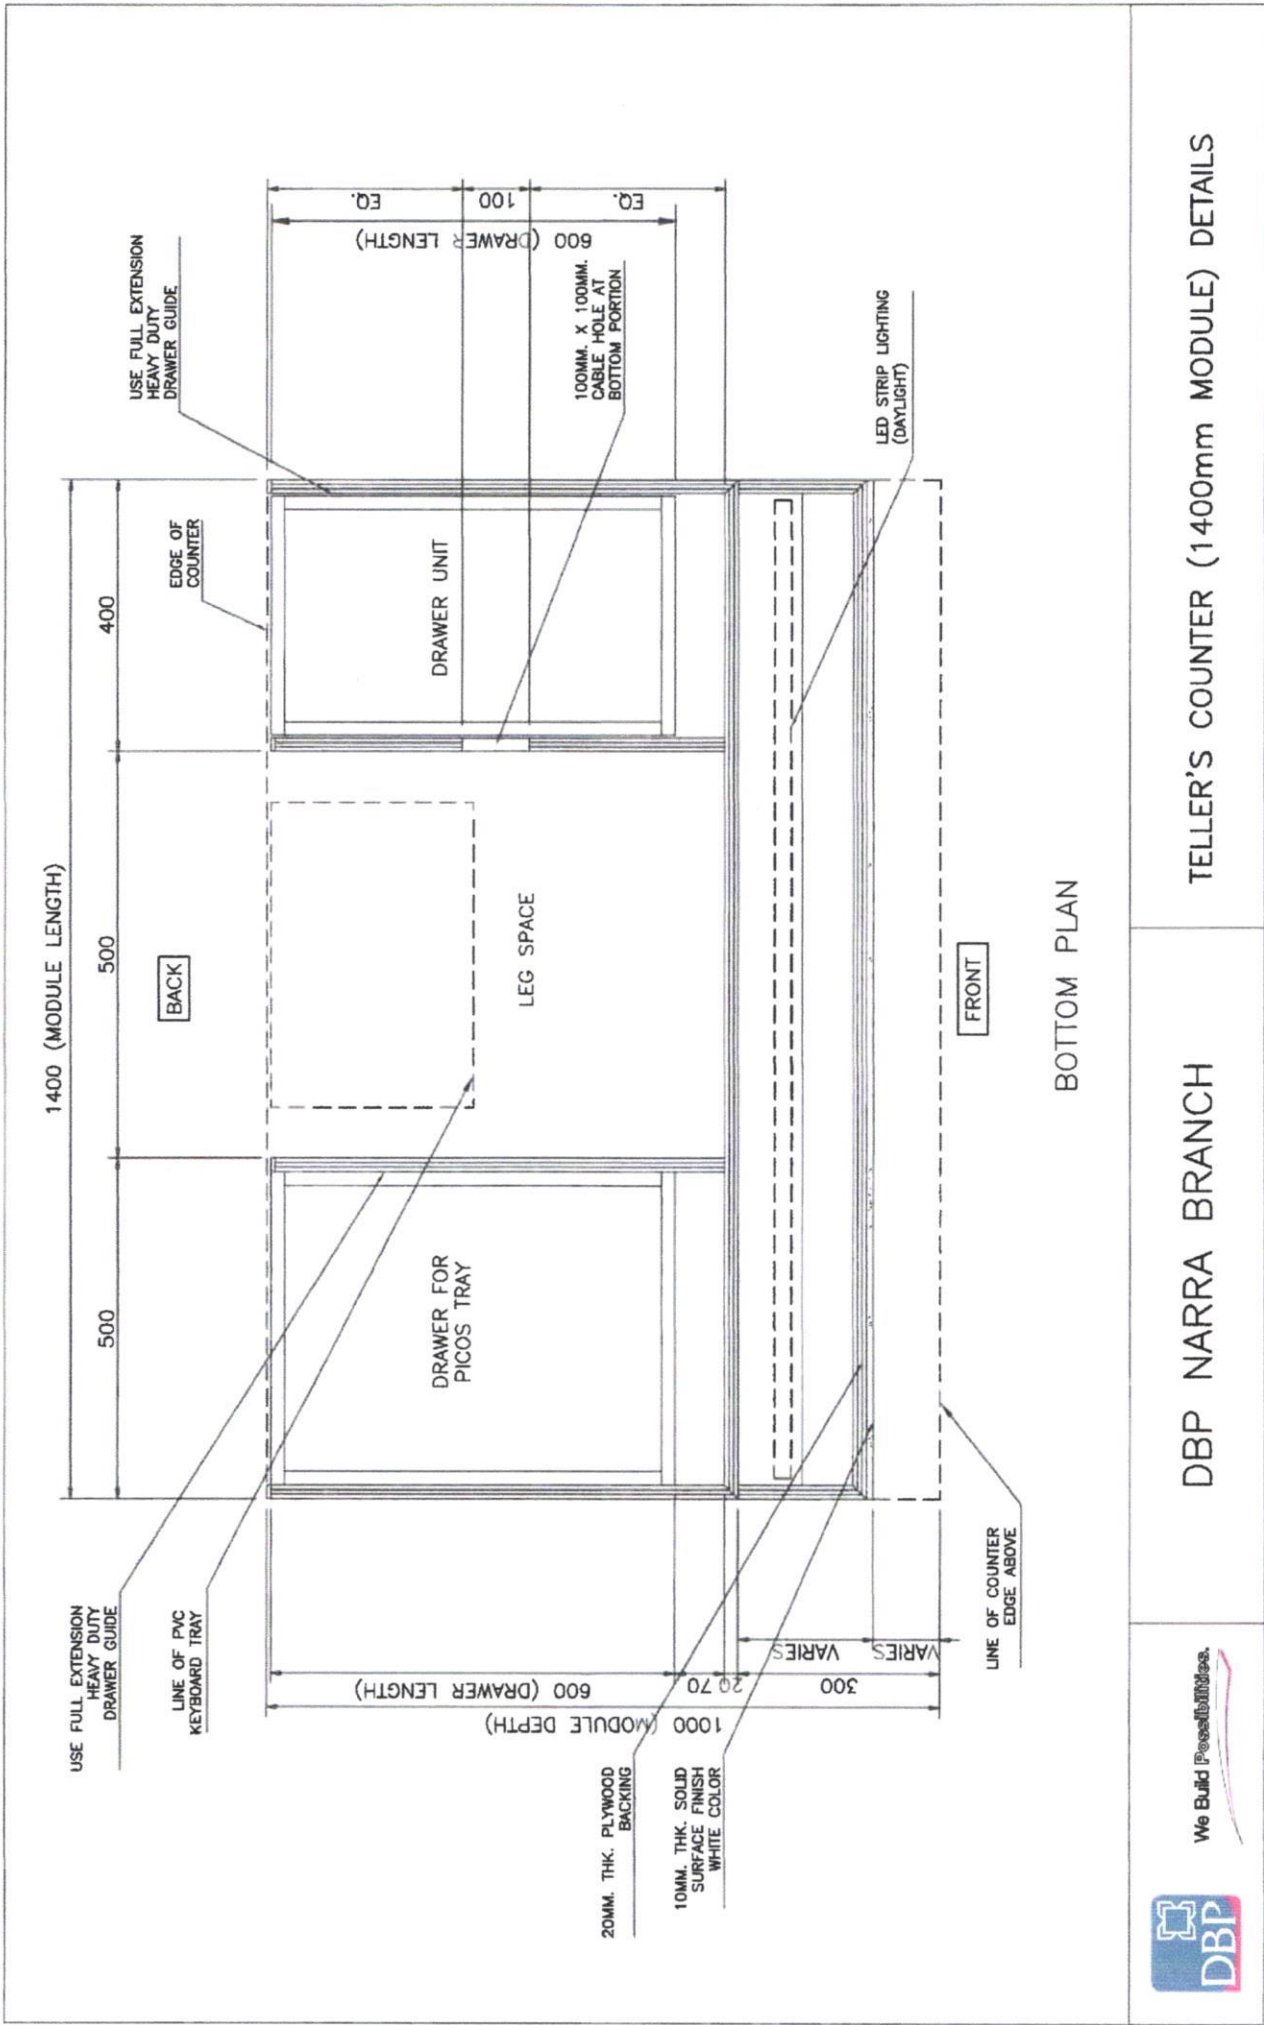 1400 (MODULE LENGTH)
500
500
400
BACK
EDGE OF
COUNTER
USE FULL EXTENSION
HEAVY DUTY
DRAWER GUIDE
USE FULL EXTENSION
HEAVY DUTY
DRAWER GUIDE
LINE OF PVC
KEYBOARD TRAY
DRAWER FOR
PICOS TRAY
LEG SPACE
DRAWER UNIT
EQ.
100
EQ.
600 (DRAWER LENGTH)
100MM. X 100MM.
CABLE HOLE AT
BOTTOM PORTION
LED STRIP LIGHTING
(DAYLIGHT)
600 (DRAWER LENGTH)
70
20
300
VARIES
VARIES
1000 (MODULE DEPTH)
20MM. THK. PLYWOOD
BACKING
10MM. THK. SOLID
SURFACE FINISH
WHITE COLOR
LINE OF COUNTER
EDGE ABOVE
FRONT
BOTTOM PLAN
DBP
We Build Possibilities.
DBP NARRA BRANCH
TELLER'S COUNTER (1400mm MODULE) DETAILS